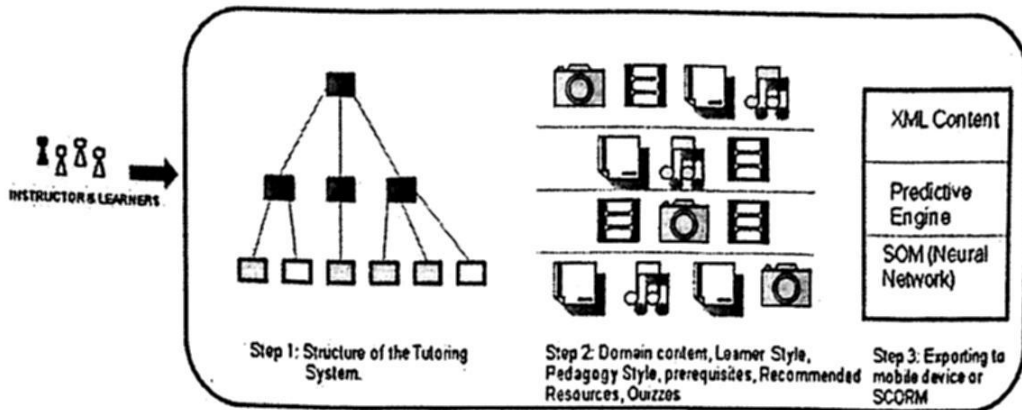 INSTRUCTOR & LEARNERS
XML Content
Predictive
Engine
SOM (Neural
Network)
Step 1: Structure of the Tutoring
System.
Step 2: Domain content, Learner Style,
Pedagogy Style, prerequisites, Recommended
Resources, Quizzes
Step 3: Exporting to
mobile device or
SCORM